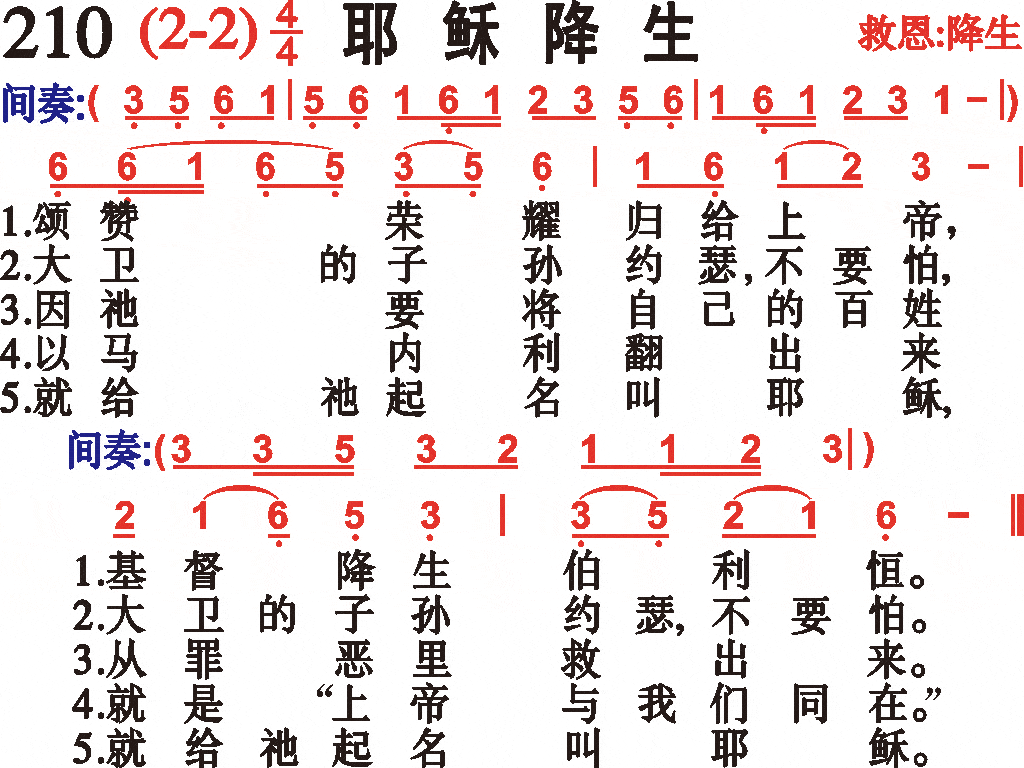 210 (2-2) 4/4 耶稣降生 救恩:降生
间奏:( 3 5 6 1 | 5 6 1 6 1 2 3 5 6 | 1 6 1 2 3 1 - | )
6 6 1 6 5 3 5 6 | 1 6 1 2 3 - |
1.颂赞荣耀归给上帝,
2.大卫的子孙约瑟,不要怕,
3.因祂要将自己的百姓
4.以马内利翻出来
5.就给祂起名叫耶稣,
间奏:( 3 3 5 3 2 1 1 2 3 | )
2 1 6 5 3 | 3 5 2 1 6 - ‖
1.基督降生伯利恒。
2.大卫的子孙约瑟,不要怕。
3.从罪恶里救出来。
4.就是“上帝与我们同在。”
5.就给祂起名叫耶稣。